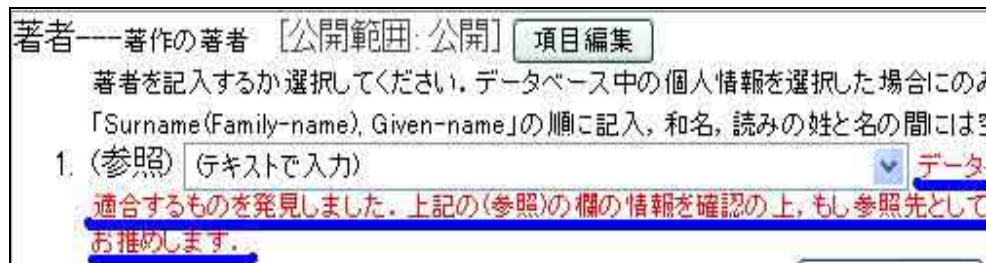 著者----著作の著者 [公開範囲: 公開] 項目編集
著者を記入するか選択してください．データベース中の個人情報を選択した場合にのみ
「Surname(Family-name), Given-name」の順に記入, 和名, 読みの姓と名の間には
1. (参照) (テキストで入力) データ
適合するものを発見しました．上記の(参照)の欄の情報を確認の上, もし参照先として
お推めします．